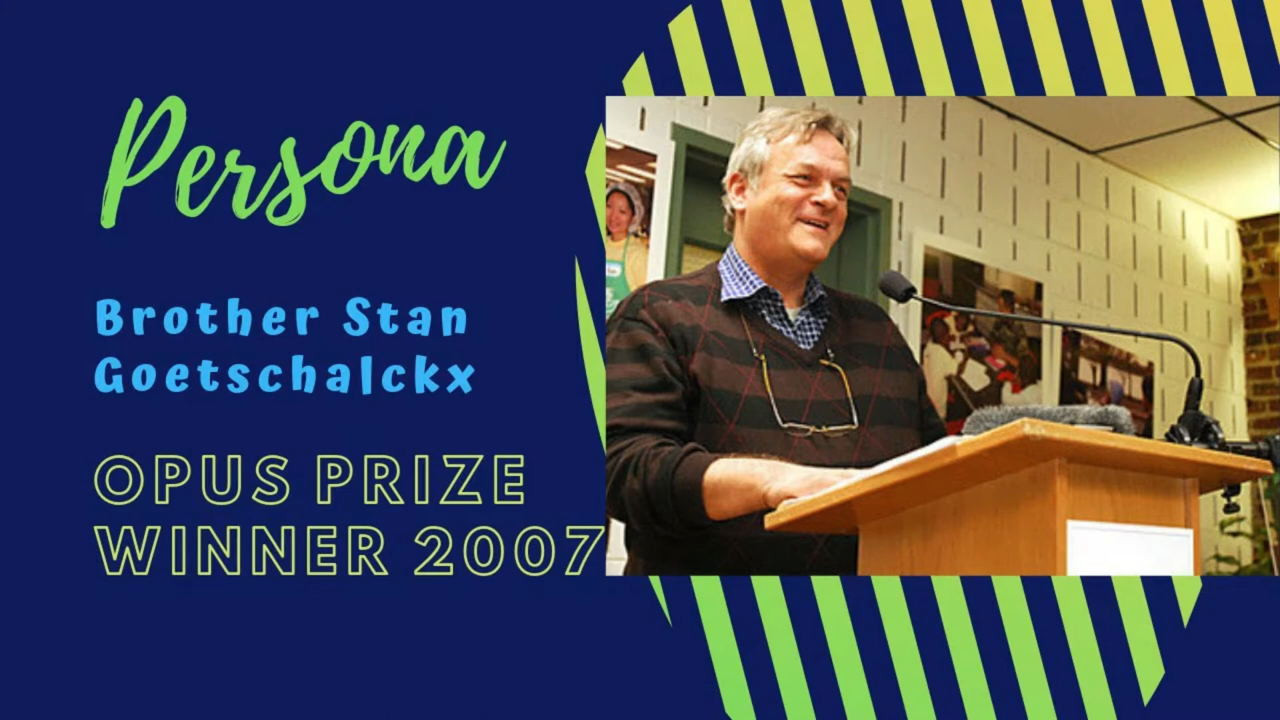 Persona
Brother Stan
Goetschalckx
OPUS PRIZE
WINNER 2007